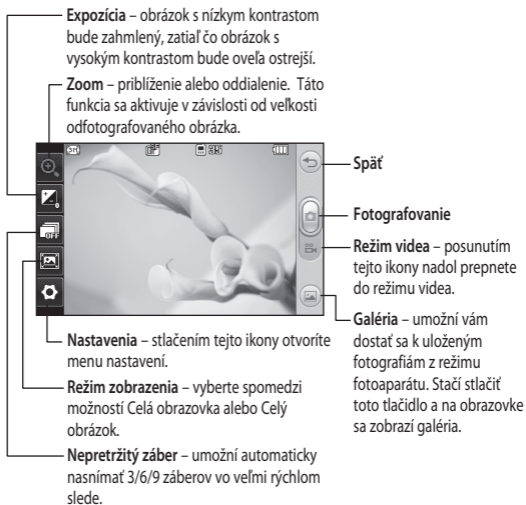 Expozícia – obrázok s nízkym kontrastom
bude zahmlený, zatiaľ čo obrázok s
vysokým kontrastom bude oveľa ostrejší.
Zoom – priblíženie alebo oddialenie. Táto
funkcia sa aktivuje v závislosti od veľkosti
odfotografovaného obrázka.
3M
OFF
Späť
Fotografovanie
Režim videa – posunutím
tejto ikony nadol prepnete
do režimu videa.
Galéria – umožní vám
dostať sa k uloženým
fotografiám z režimu
fotoaparátu. Stačí stlačiť
toto tlačidlo a na obrazovke
sa zobrazí galéria.
Nastavenia – stlačením tejto ikony otvoríte
menu nastavení.
Režim zobrazenia – vyberte spomedzi
možností Celá obrazovka alebo Celý
obrázok.
Nepretržitý záber – umožní automaticky
nasnímať 3/6/9 záberov vo veľmi rýchlom
slede.